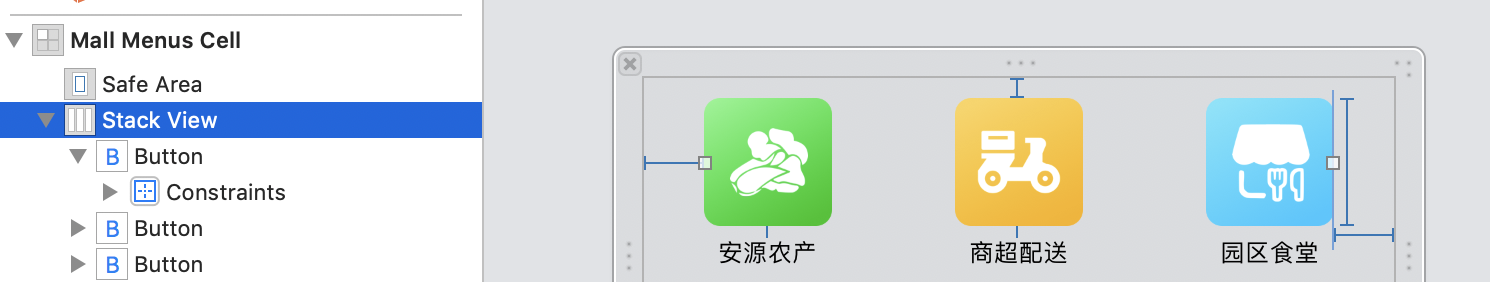 Mall Menus Cell
Safe Area
Stack View
B Button
Constraints
B Button
B Button
安源农产
商超配送
园区食堂